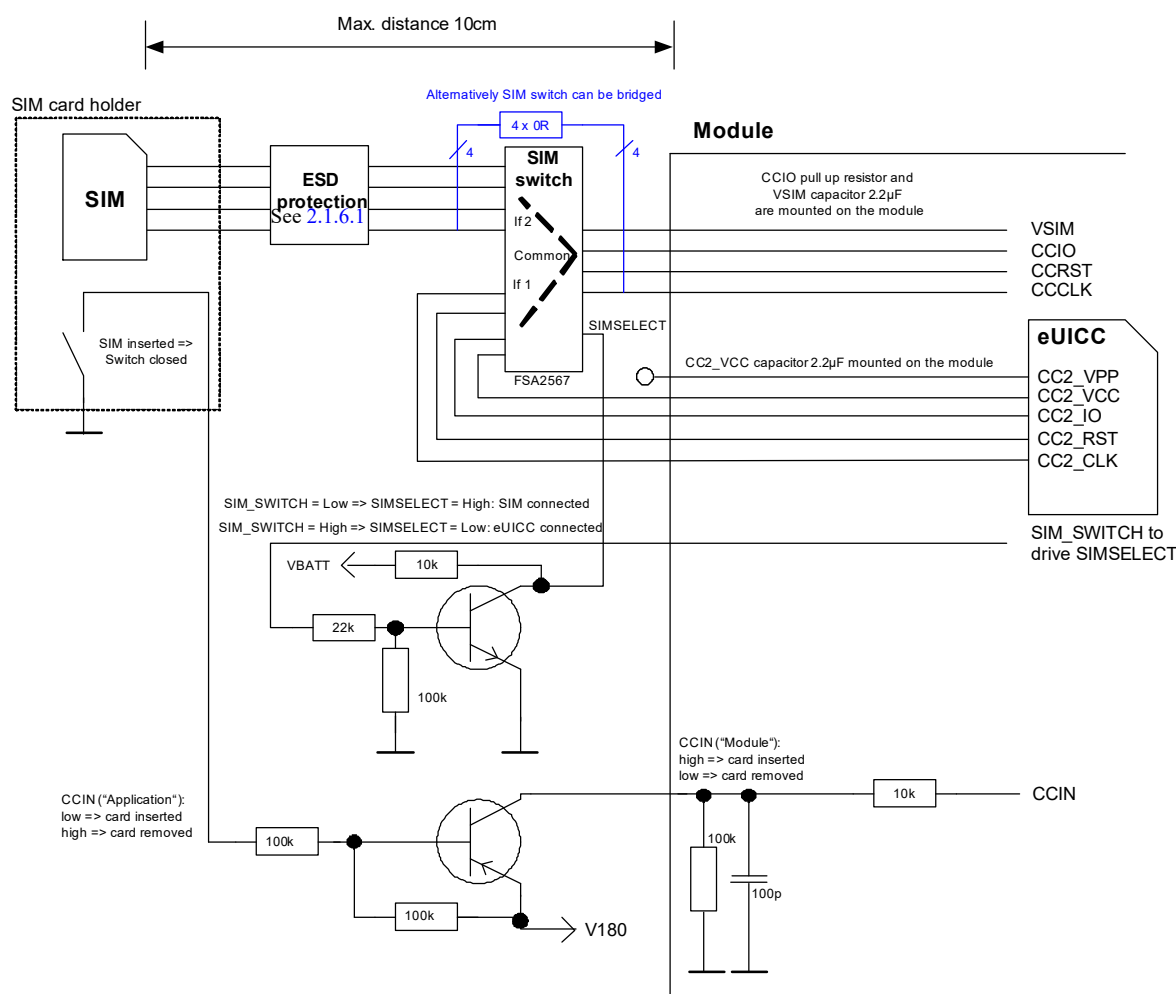 Max. distance 10cm
SIM card holder
Alternatively SIM switch can be bridged
4 x 0R
4
4
Module
SIM
ESD
protection
See 2.1.6.1
SIM
switch
If 2
Common
If 1
FSA2567
CCIO pull up resistor and
VSIM capacitor 2.2µF
are mounted on the module
VSIM
CCIO
CCRST
CCCLK
SIM inserted =>
Switch closed
SIMSELECT
CC2_VCC capacitor 2.2µF mounted on the module
eUICC
CC2_VPP
CC2_VCC
CC2_IO
CC2_RST
CC2_CLK
SIM_SWITCH = Low => SIMSELECT = High: SIM connected
SIM_SWITCH = High => SIMSELECT = Low: eUICC connected
SIM_SWITCH to
drive SIMSELECT
VBATT
10k
22k
100k
CCIN ("Application“):
low => card inserted
high => card removed
100k
100k
V180
CCIN (“Module“):
high => card inserted
low => card removed
10k
CCIN
100k
100p